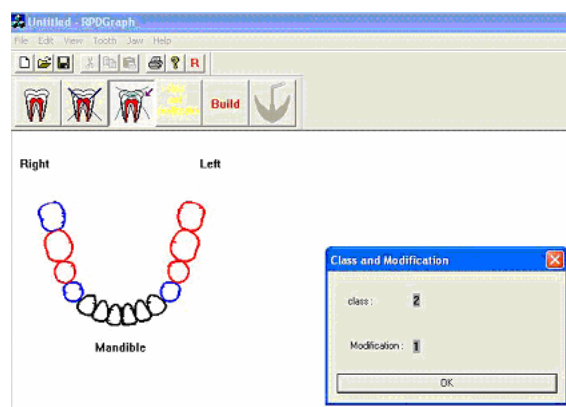 Untitled - RPDGraph
File Edit View Tooth Jaw Help
R
Build
Right Left
Mandible
Class and Modification
class : 2
Modification : 1
OK